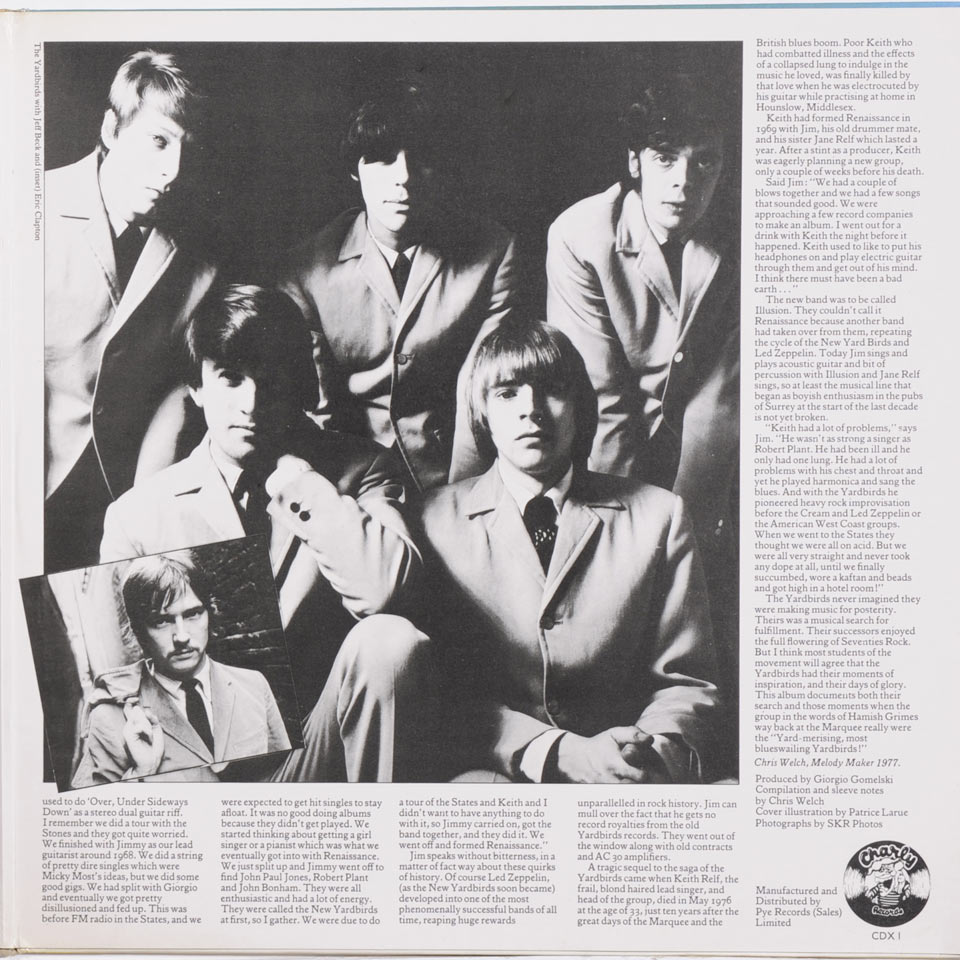 The Yardbirds with Jeff Beck and (inset) Eric Clapton
used to do 'Over, Under Sideways
Down' as a stereo dual guitar riff.
I remember we did a tour with the
Stones and they got quite worried.
We finished with Jimmy as our lead
guitarist around 1968. We did a string
of pretty dire singles which were
Micky Most's ideas, but we did some
good gigs. We had split with Giorgio
and eventually we got pretty
disillusioned and fed up. This was
before FM radio in the States, and we
were expected to get hit singles to stay
afloat. It was no good doing albums
because they didn't get played. We
started thinking about getting a girl
singer or a pianist which was what we
eventually got into with Renaissance.
We just split up and Jimmy went off to
find John Paul Jones, Robert Plant
and John Bonham. They were all
enthusiastic and had a lot of energy.
They were called the New Yardbirds
at first, so I gather. We were due to do
a tour of the States and Keith and I
didn't want to have anything to do
with it, so Jimmy carried on, got the
band together, and they did it. We
went off and formed Renaissance."
Jim speaks without bitterness, in a
matter of fact way about these quirks
of history. Of course Led Zeppelin,
(as the New Yardbirds soon became)
developed into one of the most
phenomenally successful bands of all
time, reaping huge rewards
unparallelled in rock history. Jim can
mull over the fact that he gets no
record royalties from the old
Yardbirds records. They went out of
the window along with old contracts
and AC 30 amplifiers.
A tragic sequel to the saga of the
Yardbirds came when Keith Relf, the
frail, blond haired lead singer, and
head of the group, died in May 1976
at the age of 33, just ten years after the
great days of the Marquee and the
British blues boom. Poor Keith who
had combatted illness and the effects
of a collapsed lung to indulge in the
music he loved, was finally killed by
that love when he was electrocuted by
his guitar while practising at home in
Hounslow, Middlesex.
Keith had formed Renaissance in
1969 with Jim, his old drummer mate,
and his sister Jane Relf which lasted a
year. After a stint as a producer, Keith
was eagerly planning a new group,
only a couple of weeks before his death.
Said Jim: "We had a couple of
blows together and we had a few songs
that sounded good. We were
approaching a few record companies
to make an album. I went out for a
drink with Keith the night before it
happened. Keith used to like to put his
headphones on and play electric guitar
through them and get out of his mind.
I think there must have been a bad
earth . . ."
The new band was to be called
Illusion. They couldn't call it
Renaissance because another band
had taken over from them, repeating
the cycle of the New Yard Birds and
Led Zeppelin. Today Jim sings and
plays acoustic guitar and bit of
percussion with Illusion and Jane Relf
sings, so at least the musical line that
began as boyish enthusiasm in the pubs
of Surrey at the start of the last decade
is not yet broken.
"Keith had a lot of problems," says
Jim. "He wasn't as strong a singer as
Robert Plant. He had been ill and he
only had one lung. He had a lot of
problems with his chest and throat and
yet he played harmonica and sang the
blues. And with the Yardbirds he
pioneered heavy rock improvisation
before the Cream and Led Zeppelin or
the American West Coast groups.
When we went to the States they
thought we were all on acid. But we
were all very straight and never took
any dope at all, until we finally
succumbed, wore a kaftan and beads
and got high in a hotel room!"
The Yardbirds never imagined they
were making music for posterity.
Theirs was a musical search for
fulfillment. Their successors enjoyed
the full flowering of Seventies Rock.
But I think most students of the
movement will agree that the
Yardbirds had their moments of
inspiration, and their days of glory.
This album documents both their
search and those moments when the
group in the words of Hamish Grimes
way back at the Marquee really were
the "Yard-merising, most
blueswailing Yardbirds!"
Chris Welch, Melody Maker 1977.
Produced by Giorgio Gomelski
Compilation and sleeve notes
by Chris Welch
Cover illustration by Patrice Larue
Photographs by SKR Photos
Manufactured and
Distributed by
Pye Records (Sales)
Limited
Charly
Records
CDX 1